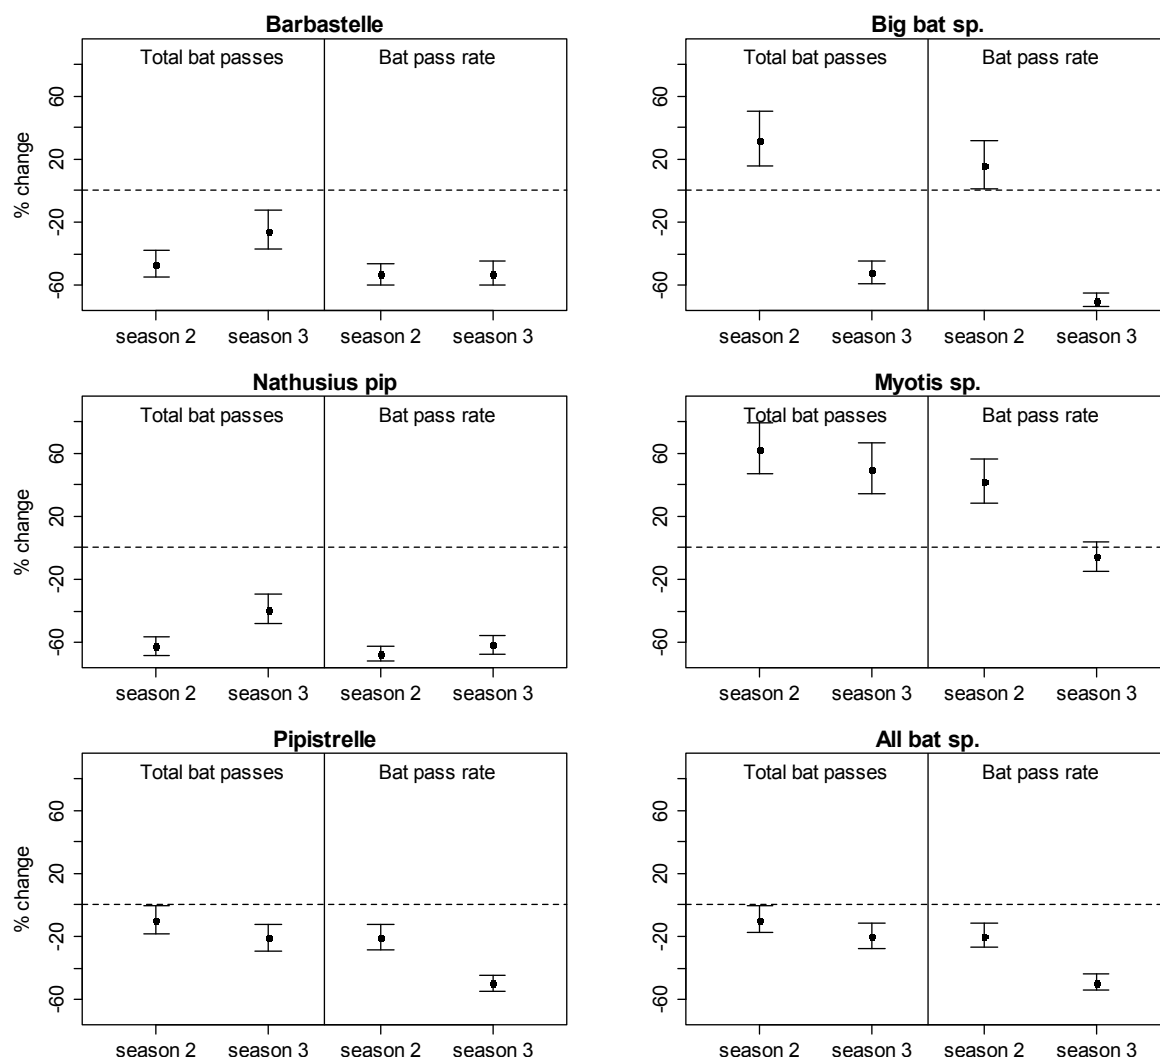 Barbastelle
Total bat passes Bat pass rate
% change
60
20
-20
-60
season 2 season 3 season 2 season 3
Big bat sp.
Total bat passes Bat pass rate
60
20
-20
-60
season 2 season 3 season 2 season 3
Nathusius pip
Total bat passes Bat pass rate
% change
60
20
-20
-60
season 2 season 3 season 2 season 3
Myotis sp.
Total bat passes Bat pass rate
60
20
-20
-60
season 2 season 3 season 2 season 3
Pipistrelle
Total bat passes Bat pass rate
% change
60
20
-20
-60
season 2 season 3 season 2 season 3
All bat sp.
Total bat passes Bat pass rate
60
20
-20
-60
season 2 season 3 season 2 season 3